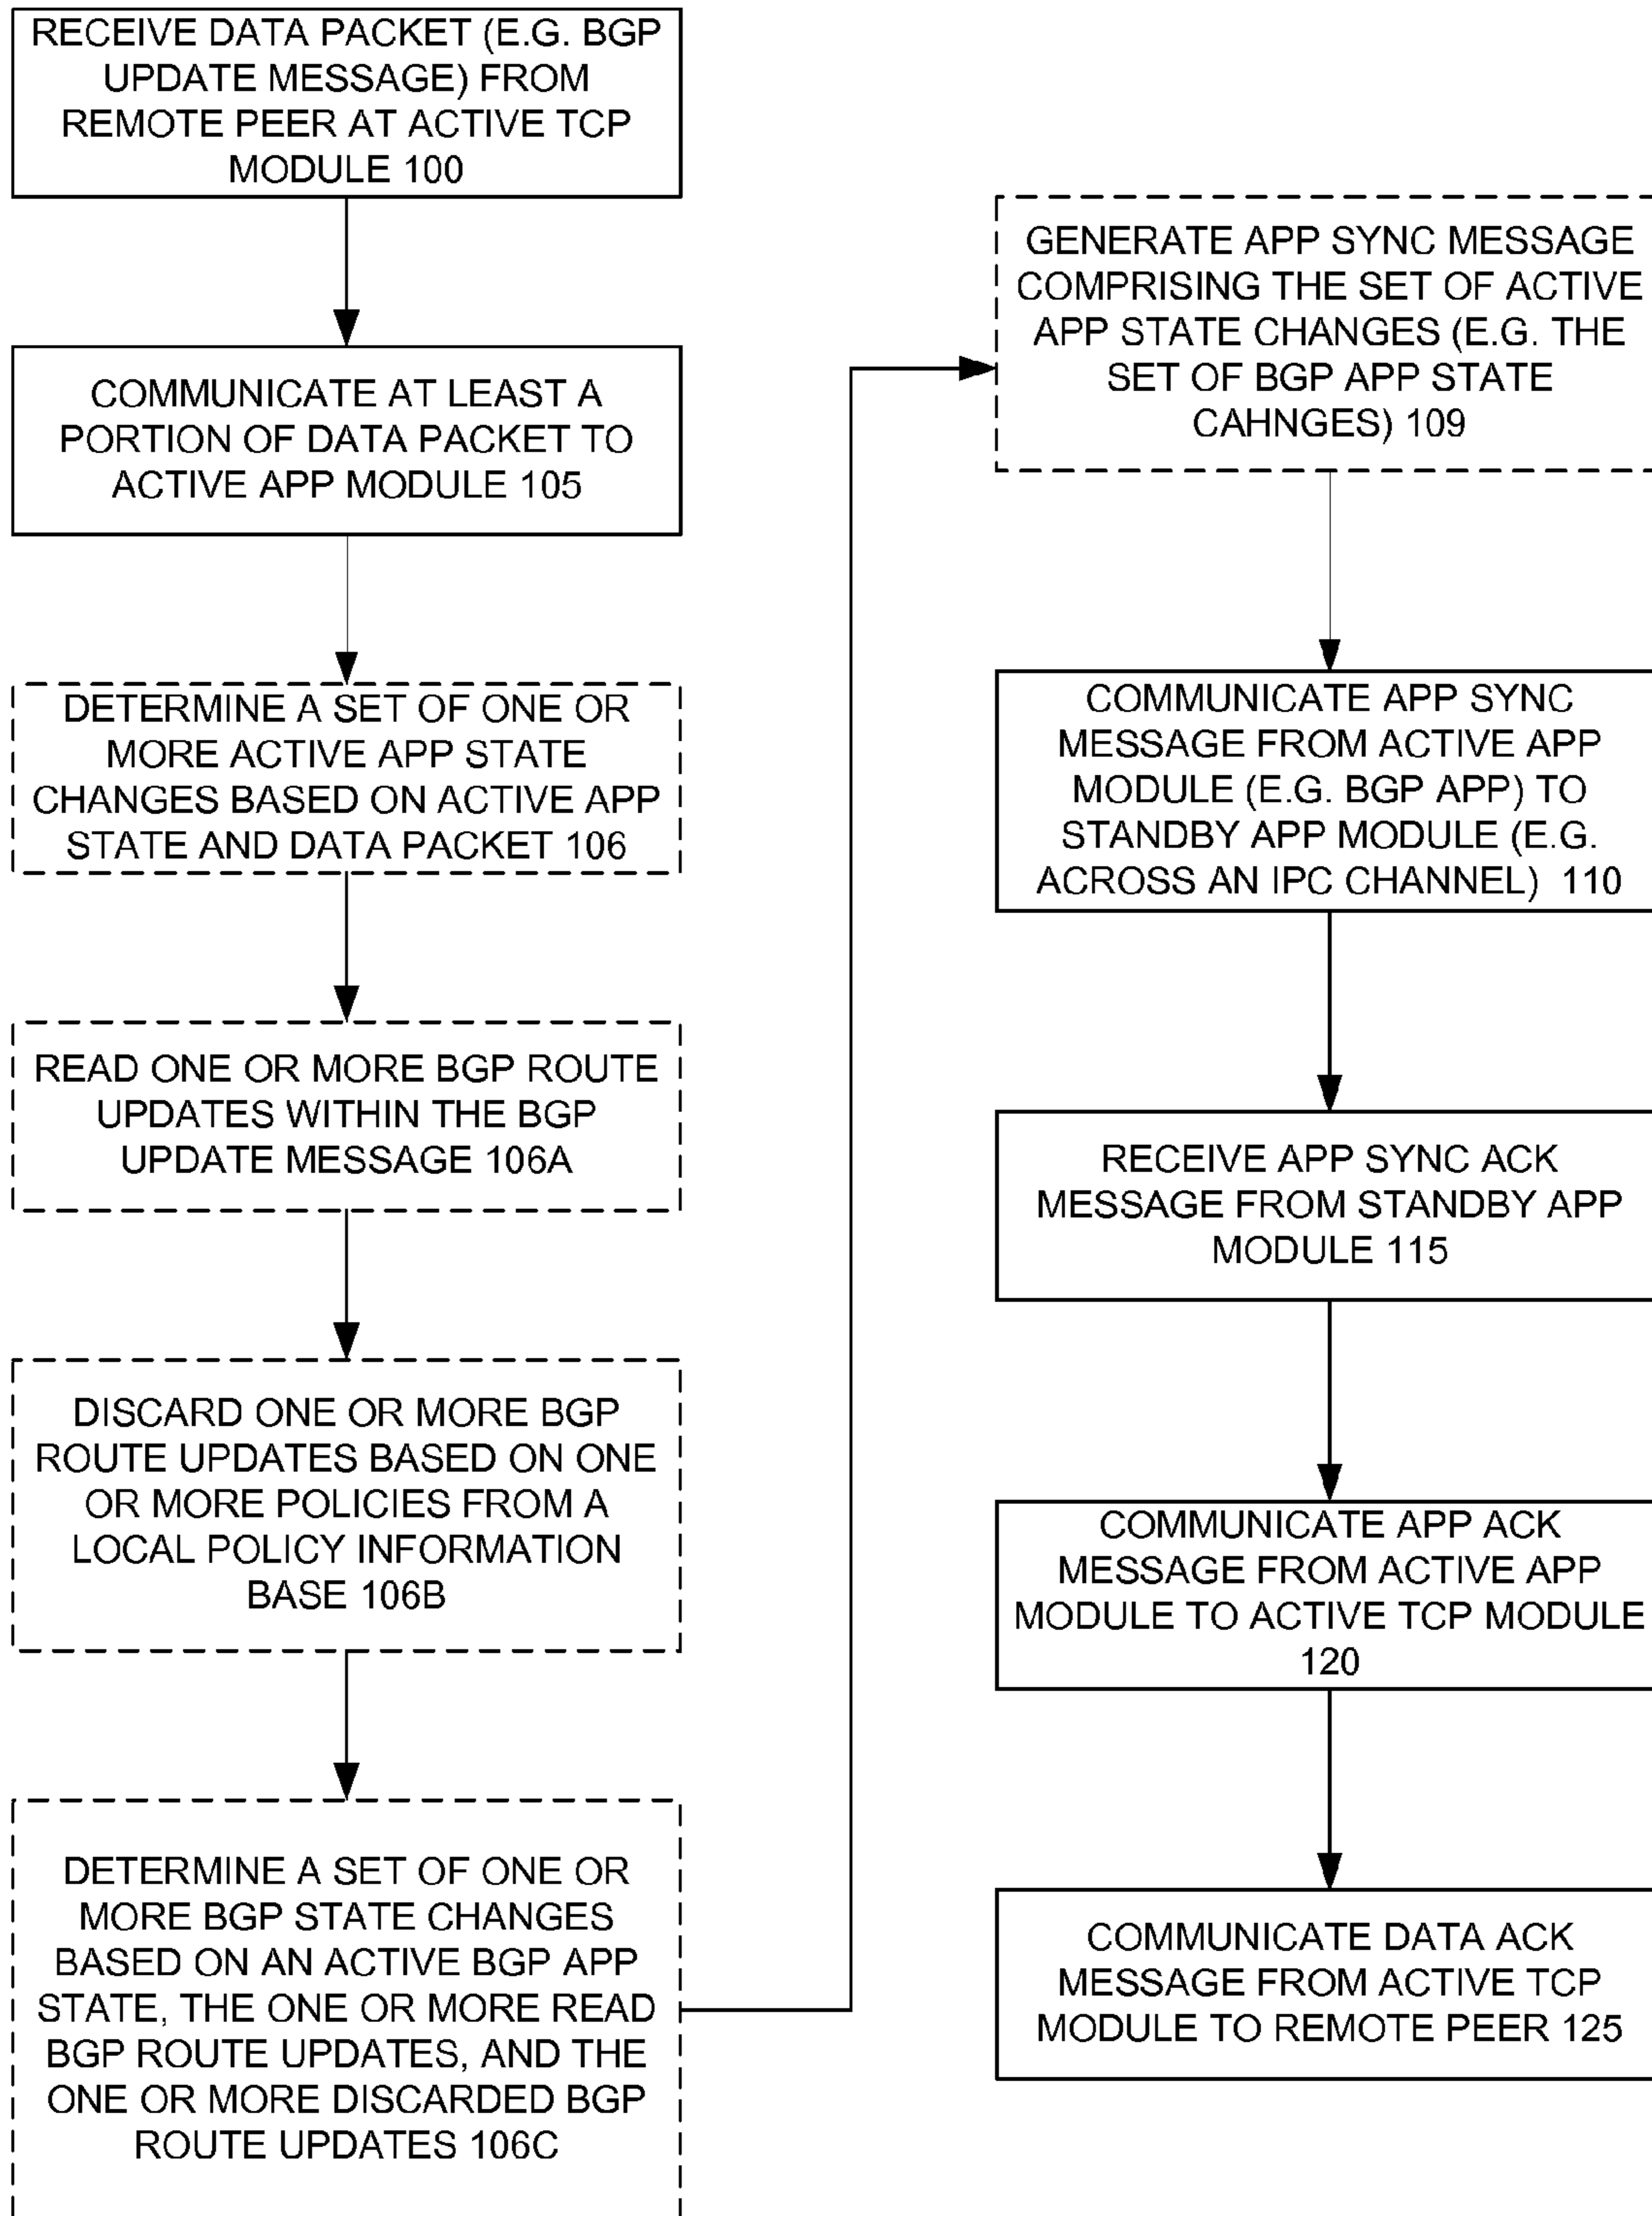 RECEIVE DATA PACKET (E.G. BGP
UPDATE MESSAGE) FROM
REMOTE PEER AT ACTIVE TCP
MODULE 100
COMMUNICATE AT LEAST A
PORTION OF DATA PACKET TO
ACTIVE APP MODULE 105
DETERMINE A SET OF ONE OR
MORE ACTIVE APP STATE
CHANGES BASED ON ACTIVE APP
STATE AND DATA PACKET 106
READ ONE OR MORE BGP ROUTE
UPDATES WITHIN THE BGP
UPDATE MESSAGE 106A
DISCARD ONE OR MORE BGP
ROUTE UPDATES BASED ON ONE
OR MORE POLICIES FROM A
LOCAL POLICY INFORMATION
BASE 106B
DETERMINE A SET OF ONE OR
MORE BGP STATE CHANGES
BASED ON AN ACTIVE BGP APP
STATE, THE ONE OR MORE READ
BGP ROUTE UPDATES, AND THE
ONE OR MORE DISCARDED BGP
ROUTE UPDATES 106C
GENERATE APP SYNC MESSAGE
COMPRISING THE SET OF ACTIVE
APP STATE CHANGES (E.G. THE
SET OF BGP APP STATE
CAHNGES) 109
COMMUNICATE APP SYNC
MESSAGE FROM ACTIVE APP
MODULE (E.G. BGP APP) TO
STANDBY APP MODULE (E.G.
ACROSS AN IPC CHANNEL) 110
RECEIVE APP SYNC ACK
MESSAGE FROM STANDBY APP
MODULE 115
COMMUNICATE APP ACK
MESSAGE FROM ACTIVE APP
MODULE TO ACTIVE TCP MODULE
120
COMMUNICATE DATA ACK
MESSAGE FROM ACTIVE TCP
MODULE TO REMOTE PEER 125